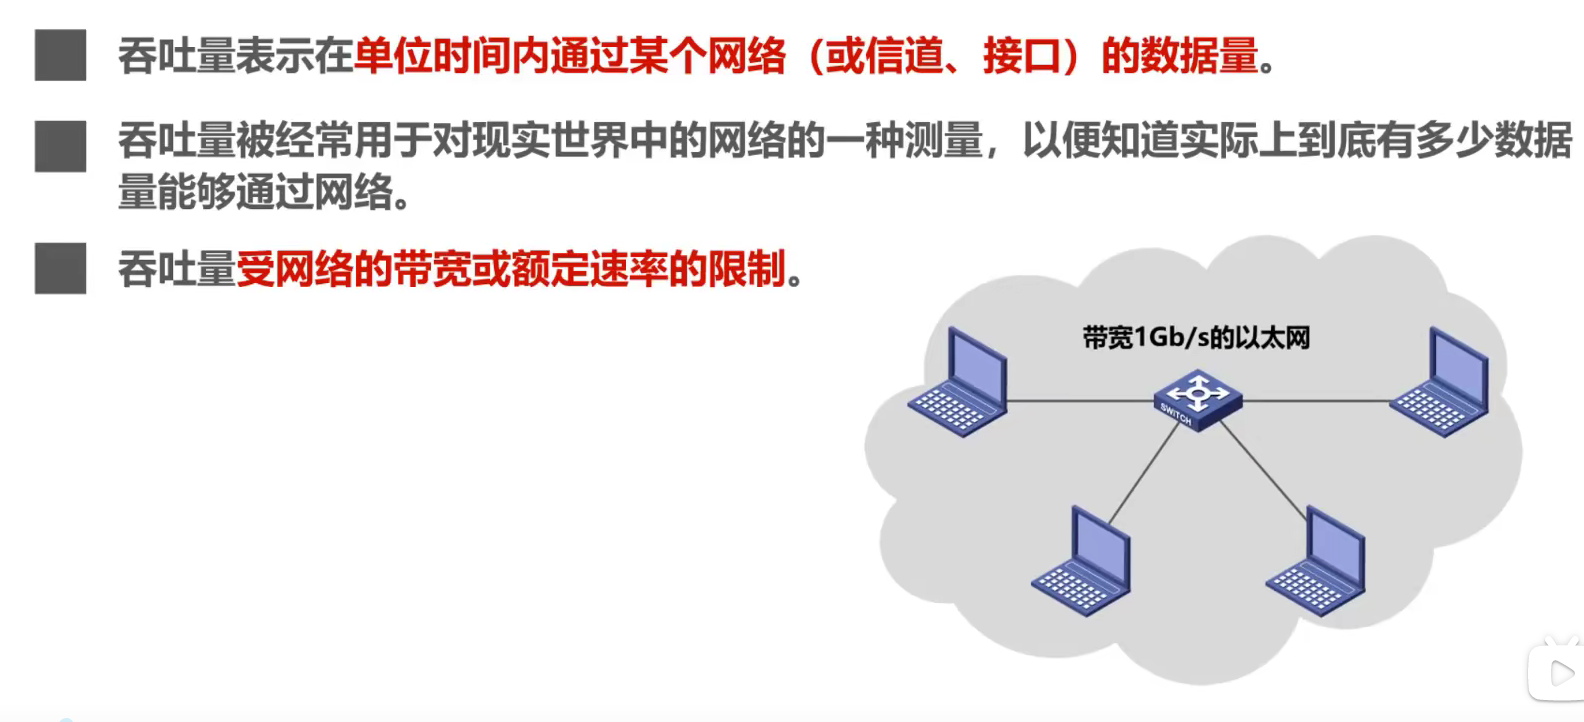 吞吐量表示在单位时间内通过某个网络（或信道、接口）的数据量。
吞吐量被经常用于对现实世界中的网络的一种测量，以便知道实际上到底有多少数据
量能够通过网络。
吞吐量受网络的带宽或额定速率的限制。
带宽1Gb/s的以太网
SWITCH